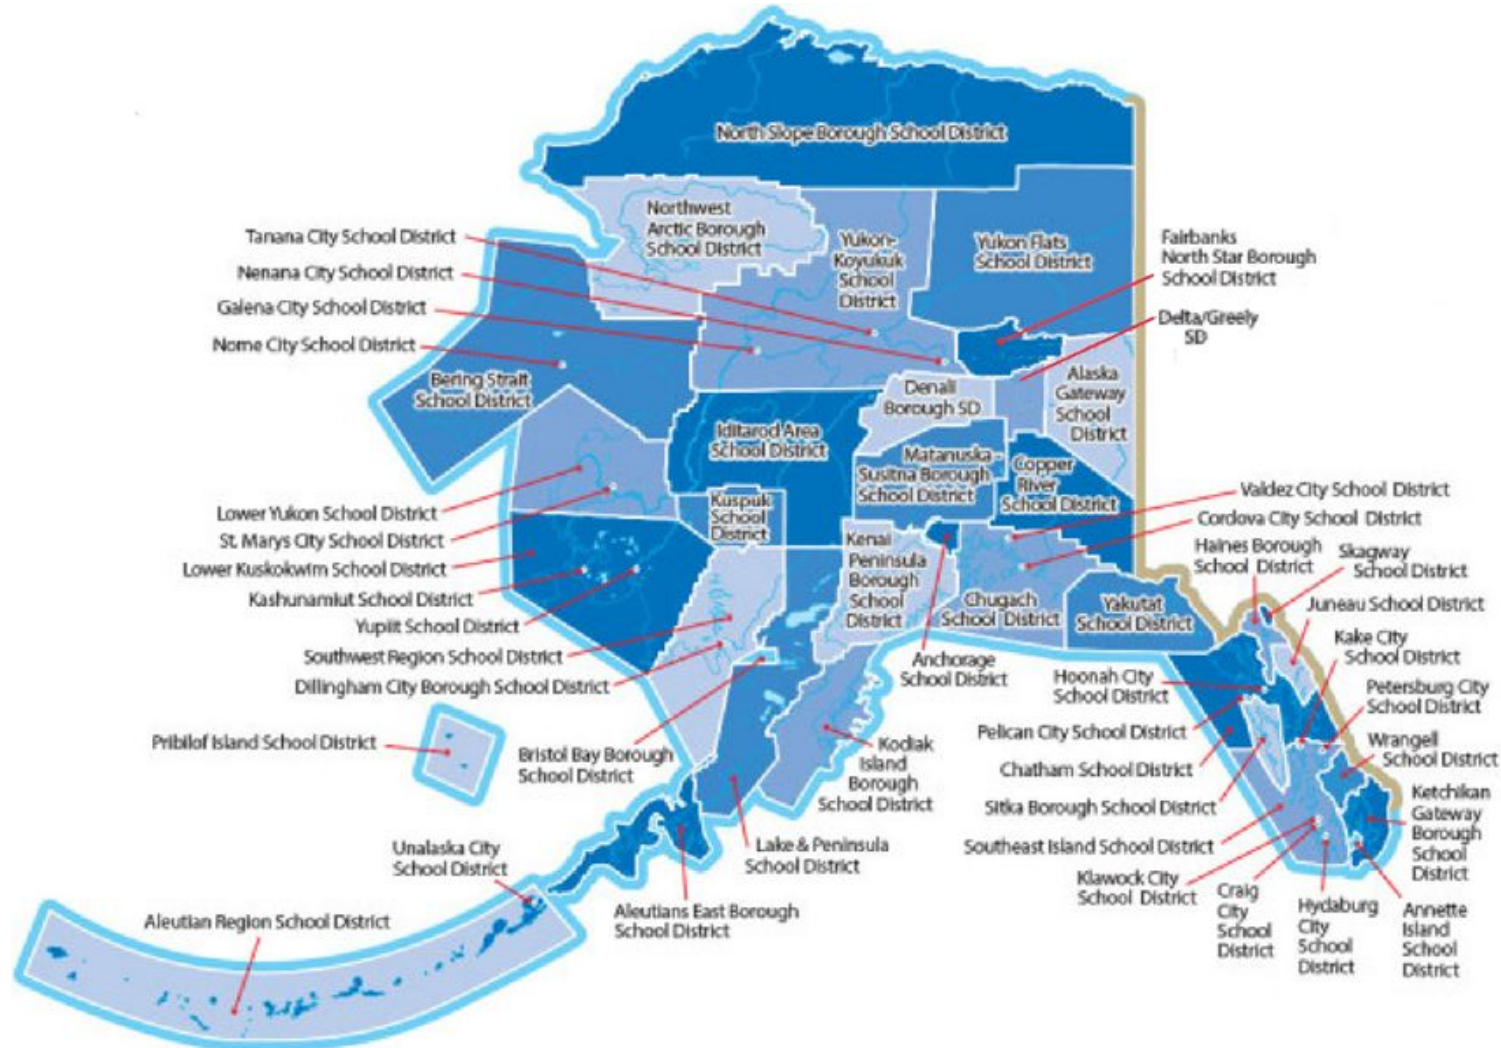 North Slope Borough School District
Northwest
Arctic Borough
School District
Yukon-
Koyukuk
School
District
Yukon Flats
School District
Fairbanks
North Star Borough
School District
Delta/Greely
SD
Tanana City School District
Nenana City School District
Galena City School District
Nome City School District
Bering Strait
School District
Denali
Borough SD
Alaska
Gateway
School
District
Iditarod Area
School District
Matanuska -
Susitna Borough
School District
Copper
River
School District
Kuspuk
School
District
Lower Yukon School District
St. Marys City School District
Lower Kuskokwim School District
Kashunamiut School District
Yupiit School District
Southwest Region School District
Dillingham City Borough School District
Kenai
Peninsula
Borough
School
District
Chugach
School District
Yakutat
School District
Valdez City School District
Cordova City School District
Haines Borough
School District
Skagway
School District
Juneau School District
Kake City
School District
Petersburg City
School District
Wrangell
School District
Ketchikan
Gateway
Borough
School
District
Anchorage
School District
Hoonah City
School District
Pelican City School District
Chatham School District
Sitka Borough School District
Southeast Island School District
Klawock City
School District
Craig
City
School
District
Hydaburg
City
School
District
Annette
Island
School
District
Pribilof Island School District
Bristol Bay Borough
School District
Kodiak
Island
Borough
School District
Lake & Peninsula
School District
Unalaska City
School District
Aleutians East Borough
School District
Aleutian Region School District